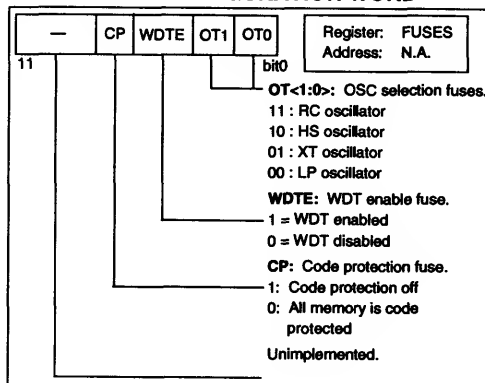 — CP WDTE OT1 OT0
Register: FUSES
Address: N.A.
11
bit0
OT<1:0>: OSC selection fuses.
11 : RC oscillator
10 : HS oscillator
01 : XT oscillator
00 : LP oscillator
WDTE: WDT enable fuse.
1 = WDT enabled
0 = WDT disabled
CP: Code protection fuse.
1: Code protection off
0: All memory is code
protected
Unimplemented.